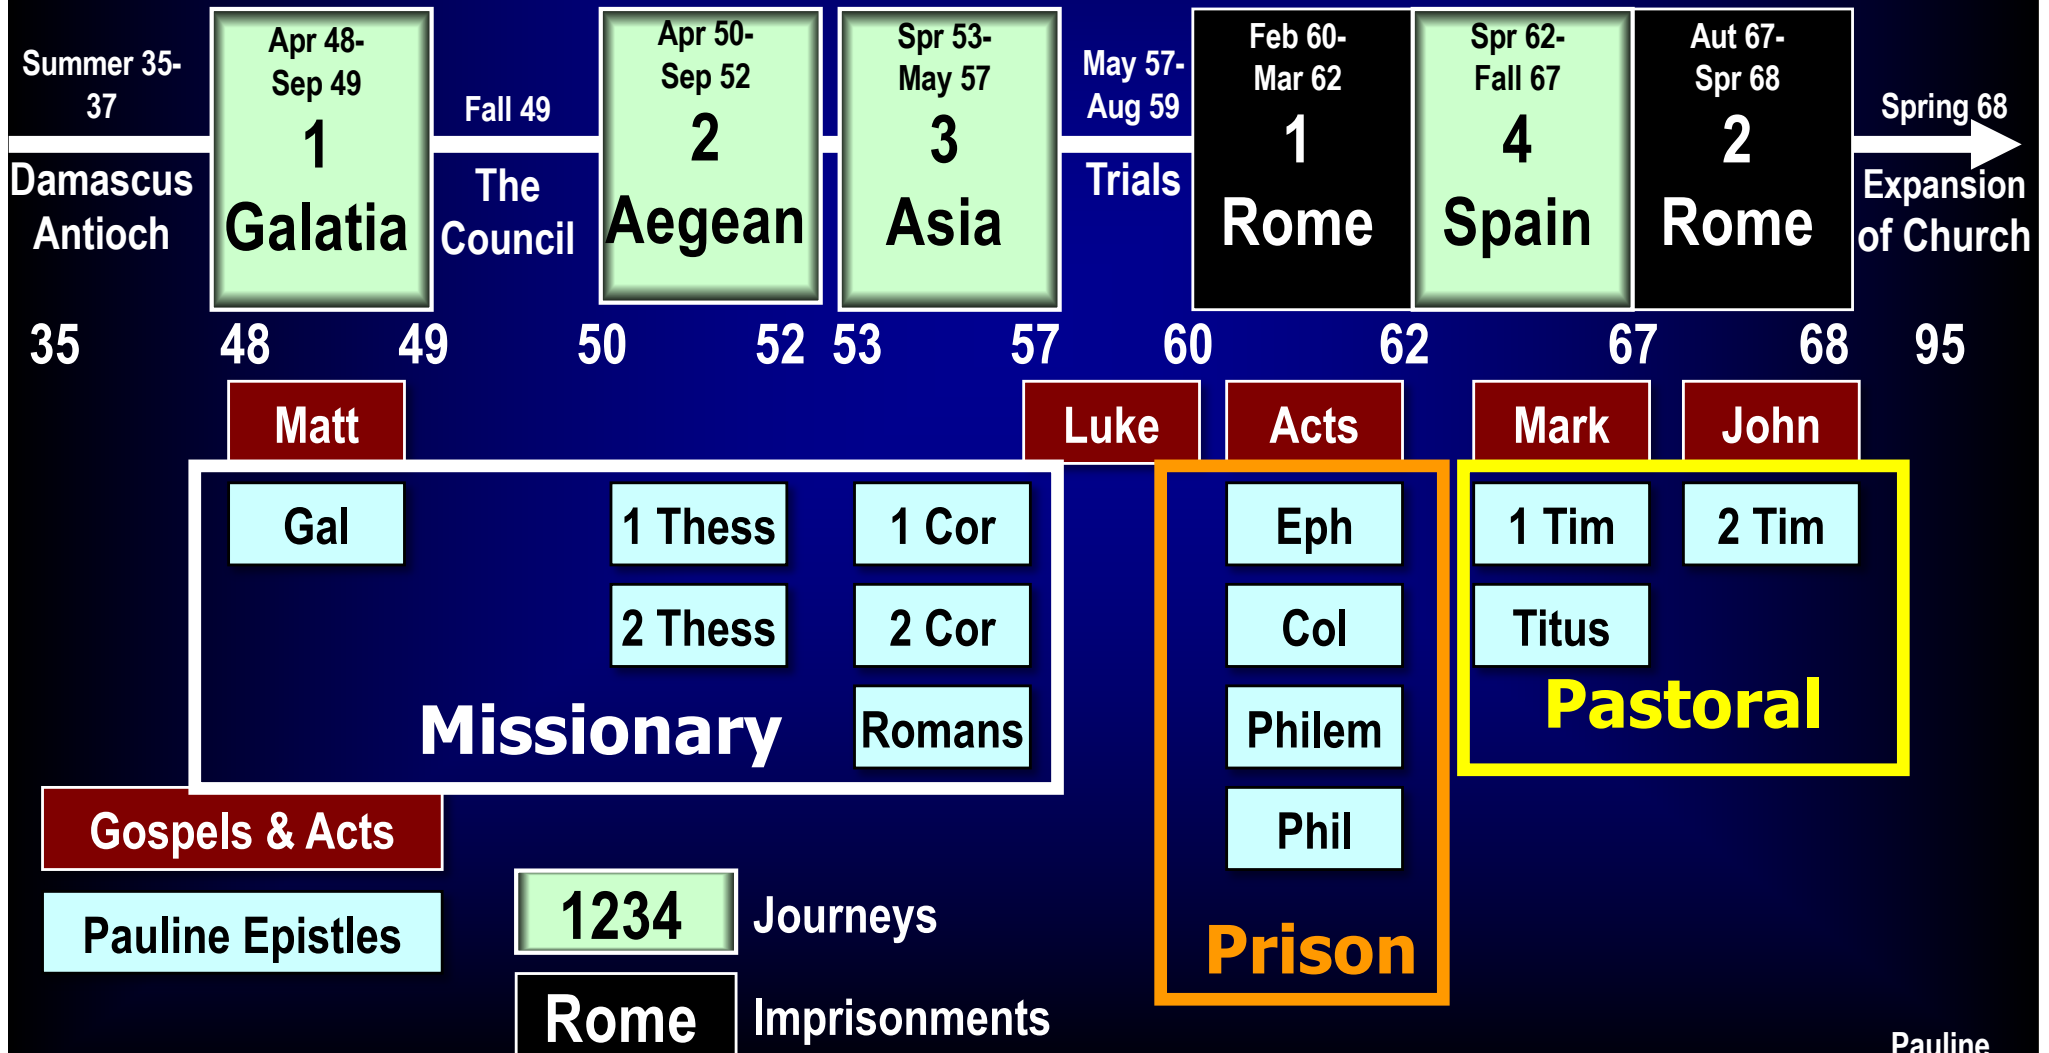 Summer 35-
37
Damascus
Antioch
Apr 48-
Sep 49
1
Galatia
Fall 49
The
Council
Apr 50-
Sep 52
2
Aegean
Spr 53-
May 57
3
Asia
May 57-
Aug 59
Trials
Feb 60-
Mar 62
1
Rome
Spr 62-
Fall 67
4
Spain
Aut 67-
Spr 68
2
Rome
Spring 68
Expansion
of Church
35 48 49 50 52 53 57 60 62 67 68 95
Matt Luke Acts Mark John
Gal 1 Thess 1 Cor Eph 1 Tim 2 Tim
2 Thess 2 Cor Col Titus
Missionary Romans Philem Pastoral
Phil
Prison
Gospels & Acts
Pauline Epistles
1234 Journeys
Rome Imprisonments
Pauline